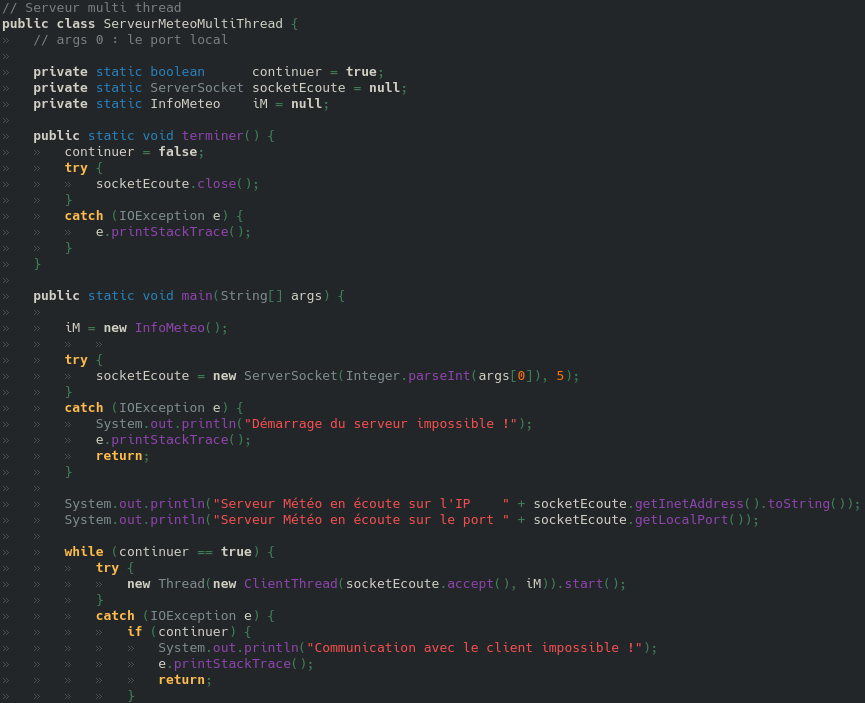 // Serveur multi thread
public class ServeurMeteoMultiThread {
»   // args 0 : le port local
»
»   private static boolean      continuer = true;
»   private static ServerSocket socketEcoute = null;
»   private static InfoMeteo    iM = null;
»
»   public static void terminer() {
»   »   continuer = false;
»   »   try {
»   »   »   socketEcoute.close();
»   »   }
»   »   catch (IOException e) {
»   »   »   e.printStackTrace();
»   »   }
»   }
»
»   public static void main(String[] args) {
»   »
»   »   iM = new InfoMeteo();
»   »   »   »
»   »   try {
»   »   »   socketEcoute = new ServerSocket(Integer.parseInt(args[0]), 5);
»   »   }
»   »   catch (IOException e) {
»   »   »   System.out.println("Démarrage du serveur impossible !");
»   »   »   e.printStackTrace();
»   »   »   return;
»   »   }
»   »
»   »   System.out.println("Serveur Météo en écoute sur l'IP    " + socketEcoute.getInetAddress().toString());
»   »   System.out.println("Serveur Météo en écoute sur le port " + socketEcoute.getLocalPort());
»   »
»   »   while (continuer == true) {
»   »   »   try {
»   »   »   »   new Thread(new ClientThread(socketEcoute.accept(), iM)).start();
»   »   »   }
»   »   »   catch (IOException e) {
»   »   »   »   if (continuer) {
»   »   »   »   »   System.out.println("Communication avec le client impossible !");
»   »   »   »   »   e.printStackTrace();
»   »   »   »   »   return;
»   »   »   »   }